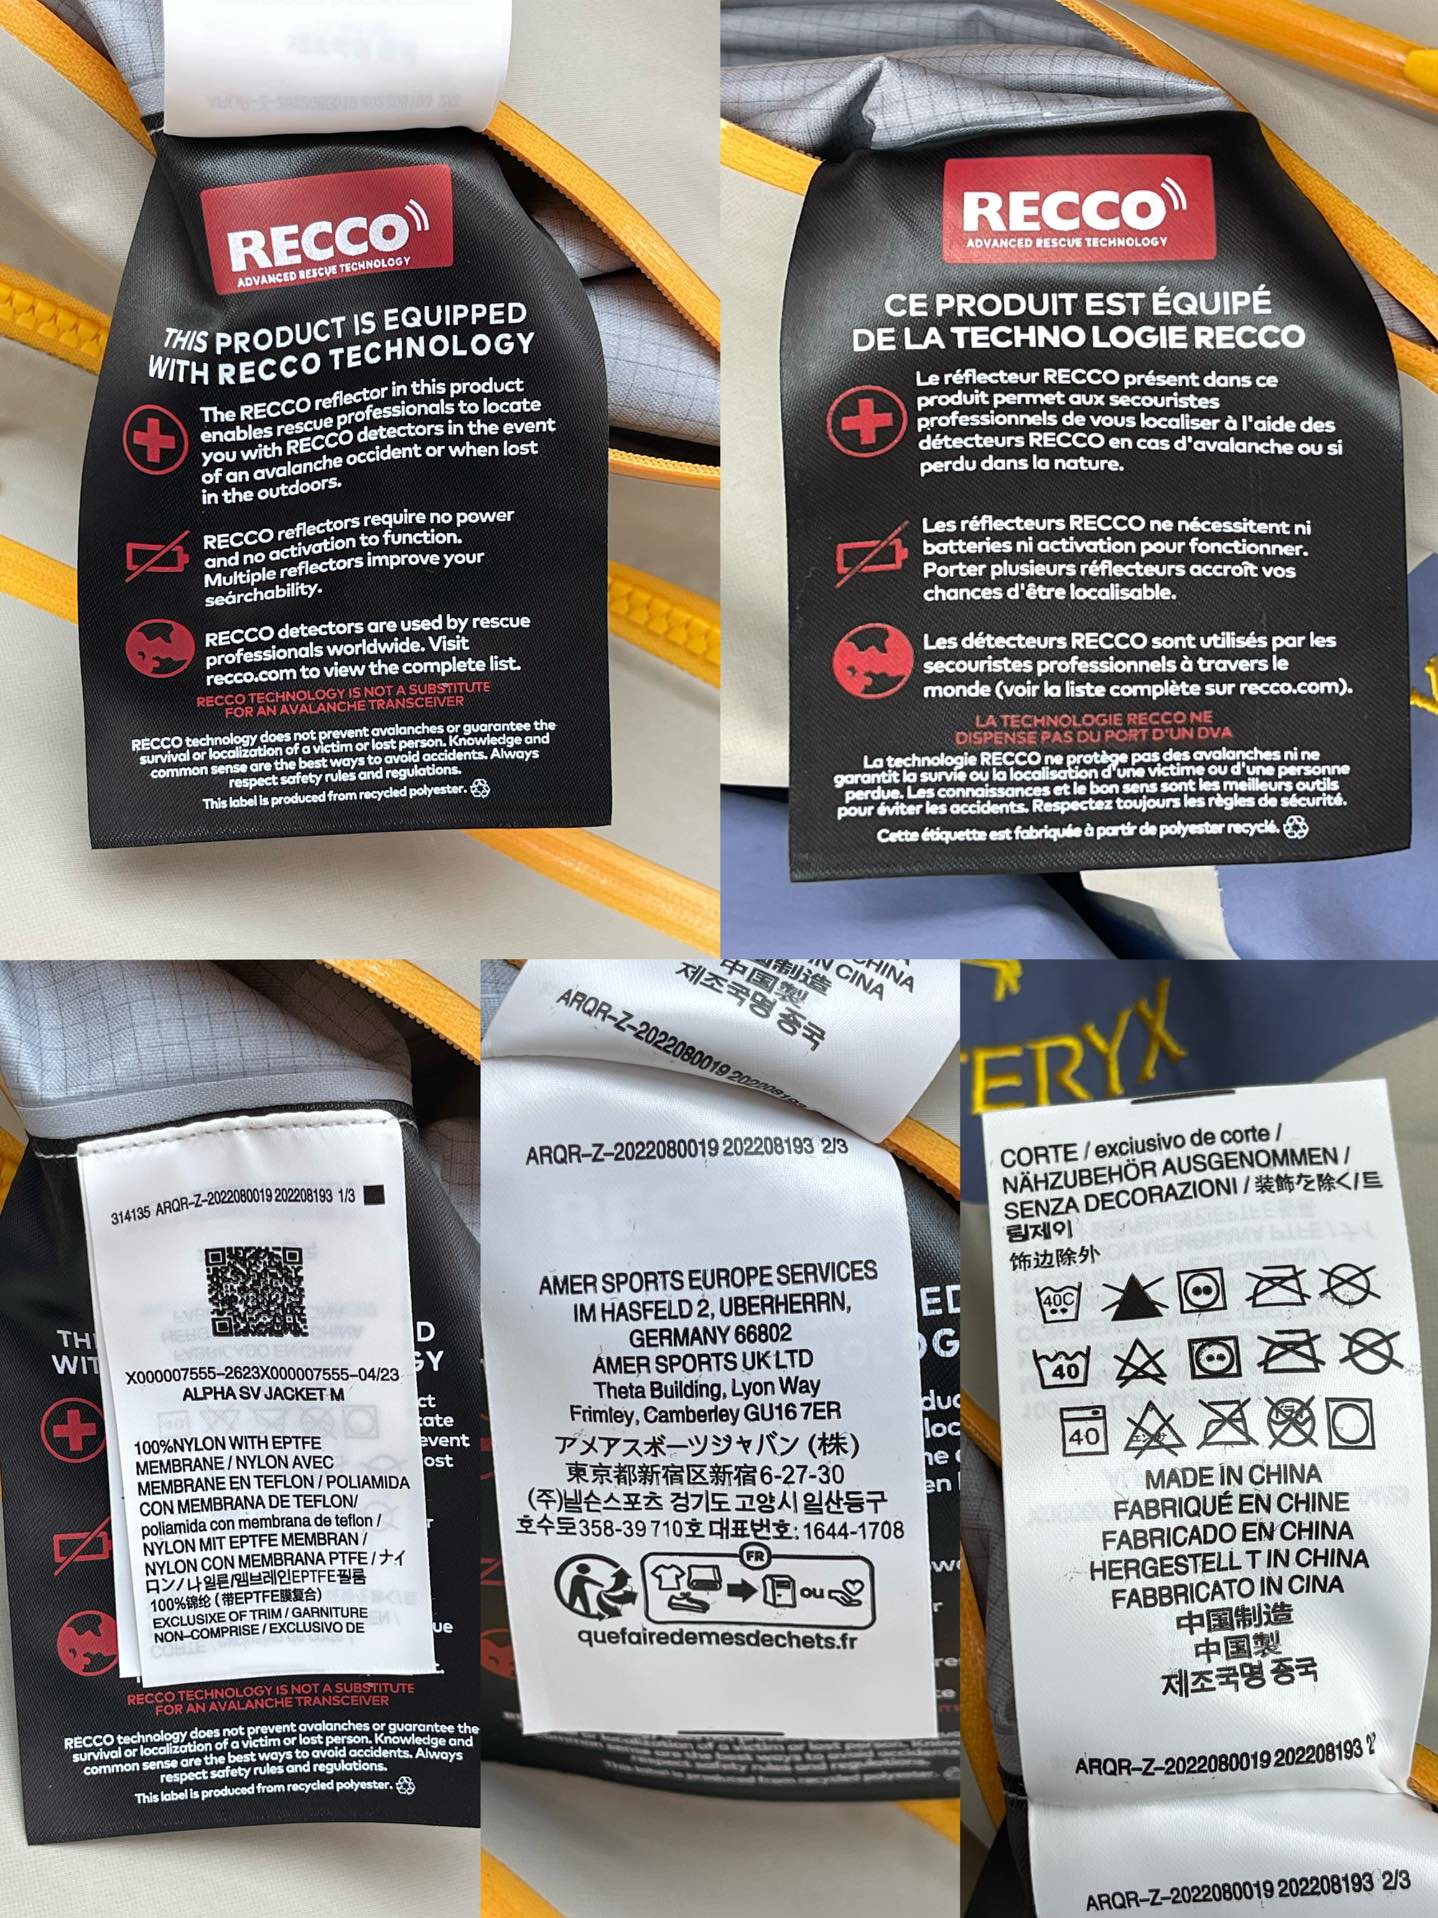 RECCO
ADVANCED RESCUE TECHNOLOGY
THIS PRODUCT IS EQUIPPED
WITH RECCO TECHNOLOGY
The RECCO reflector in this product
enables rescue professionals to locate
you with RECCO detectors in the event
of an avalanche occident or when lost
in the outdoors.
RECCO reflectors require no power
and no activation to function.
Multiple reflectors improve your
seárchability.
RECCO detectors are used by rescue
professionals worldwide. Visit
recco.com to view the complete list.
RECCO TECHNOLOGY IS NOT A SUBSTITUTE
FOR AN AVALANCHE TRANSCEIVER
RECCO technology does not prevent avalanches or guarantee the
survival or localization of a victim or lost person. Knowledge and
common sense are the best ways to avoid accidents. Always
respect safety rules and regulations.
This label is produced from recycled polyester.
RECCO
ADVANCED RESCUE TECHNOLOGY
CE PRODUIT EST ÉQUIPÉ
DE LA TECHNO LOGIE RECCO
Le réflecteur RECCO présent dans ce
produit permet aux secouristes
professionnels de vous localiser à l'aide des
détecteurs RECCO en cas d'avalanche ou si
perdu dans la nature.
Les réflecteurs RECCO ne nécessitent ni
batteries ni activation pour fonctionner.
Porter plusieurs réflecteurs accroît vos
chances d'être localisable.
Les détecteurs RECCO sont utilisés par les
secouristes professionnels à travers le
monde (voir la liste complète sur recco.com).
LA TECHNOLOGIE RECCO NE
DISPENSE PAS DU PORT D'UN DVA
La technologie RECCO ne protège pas des avalanches ni ne
garantit la survie ou la localisation d'une victime ou d'une personne
perdue. Les connaissances et le bon sens sont les meilleurs outils
pour éviter les accidents. Respectez toujours les règles de sécurité.
Cette étiquette est fabriquée à partir de polyester recyclé.
314135 ARQR-Z-2022080019 202208193 1/3
X000007555-2623X000007555-04/23
ALPHA SV JACKET M
100%NYLON WITH EPTFE
MEMBRANE / NYLON AVEC
MEMBRANE EN TEFLON / POLIAMIDA
CON MEMBRANA DE TEFLON/
poliamida con membrana de teflon /
NYLON MIT EPTFE MEMBRAN /
NYLON CON MEMBRANA PTFE / ナイ
ロン / 나일론/멤브레인EPTFE필름
100%锦纶 (带EPTFE膜复合)
EXCLUSIXE OF TRIM / GARNITURE
NON-COMPRISE / EXCLUSIVO DE
RECCO TECHNOLOGY IS NOT A SUBSTITUTE
FOR AN AVALANCHE TRANSCEIVER
RECCO technology does not prevent avalanches or guarantee the
survival or localization of a victim or lost person. Knowledge and
common sense are the best ways to avoid accidents. Always
respect safety rules and regulations.
This label is produced from recycled polyester.
IN CINA
中国制造
中国製
제조국명 중국
ARQR-Z-2022080019
ARQR-Z-2022080019 202208193 2/3
AMER SPORTS EUROPE SERVICES
IM HASFELD 2, UBERHERRN,
GERMANY 66802
AMER SPORTS UK LTD
Theta Building, Lyon Way
Frimley, Camberley GU16 7ER
アメアスボーツジャバン (株)
東京都新宿区新宿6-27-30
호수로358-39 710호 대표번호: 1644-1708
FR
ou
quefairedemesdechets.fr
TERYX
CORTE / exciusivo de corte /
NÄHZUBEHÖR AUSGENOMMEN /
SENZA DECORAZIONI / 装飾を除く/트
림제이
饰边除外
40C
40
40
MADE IN CHINA
FABRIQUÉ EN CHINE
FABRICADO EN CHINA
HERGESTELL T IN CHINA
FABBRICATO IN CINA
中国制造
中国製
제조국명 중국
ARQR-Z-2022080019 202208193
ARQR-Z-2022080019 202208193 2/3